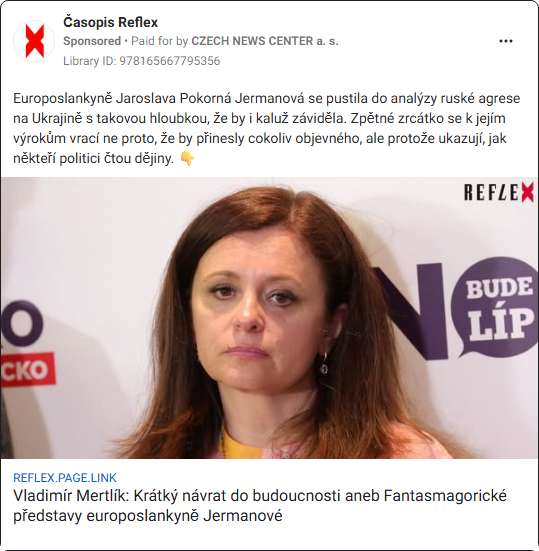 Časopis Reflex
Sponsored • Paid for by CZECH NEWS CENTER a. s.
Library ID: 978165667795356
Europoslankyně Jaroslava Pokorná Jermanová se pustila do analýzy ruské agrese
na Ukrajině s takovou hloubkou, že by i kaluž záviděla. Zpětné zrcátko se k jejím
výrokům vrací ne proto, že by přinesly cokoliv objevného, ale protože ukazují, jak
někteří politici čtou dějiny. 👇
REFLEX
NO
BUDE
LÍP
O
CKO
REFLEX.PAGE.LINK
Vladimír Mertlík: Krátký návrat do budoucnosti aneb Fantasmagorické
představy europoslankyně Jermanové